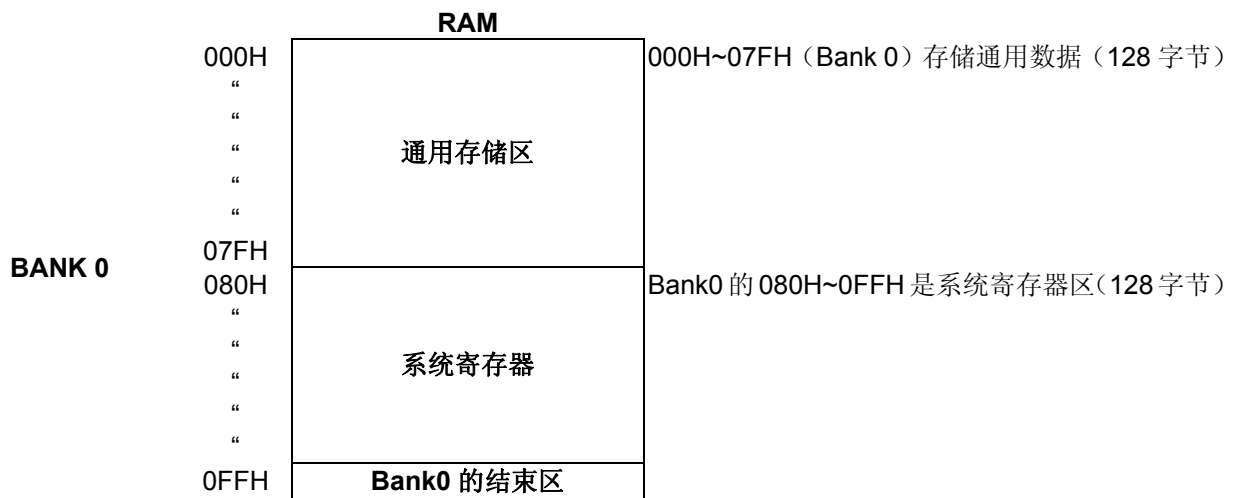 RAM
000H
000H~07FH（Bank 0）存储通用数据（128 字节）
“
“
“
通用存储区
“
“
07FH
BANK 0
080H
Bank0 的 080H~0FFH 是系统寄存器区（128 字节）
“
“
系统寄存器
“
“
“
0FFH
Bank0 的结束区